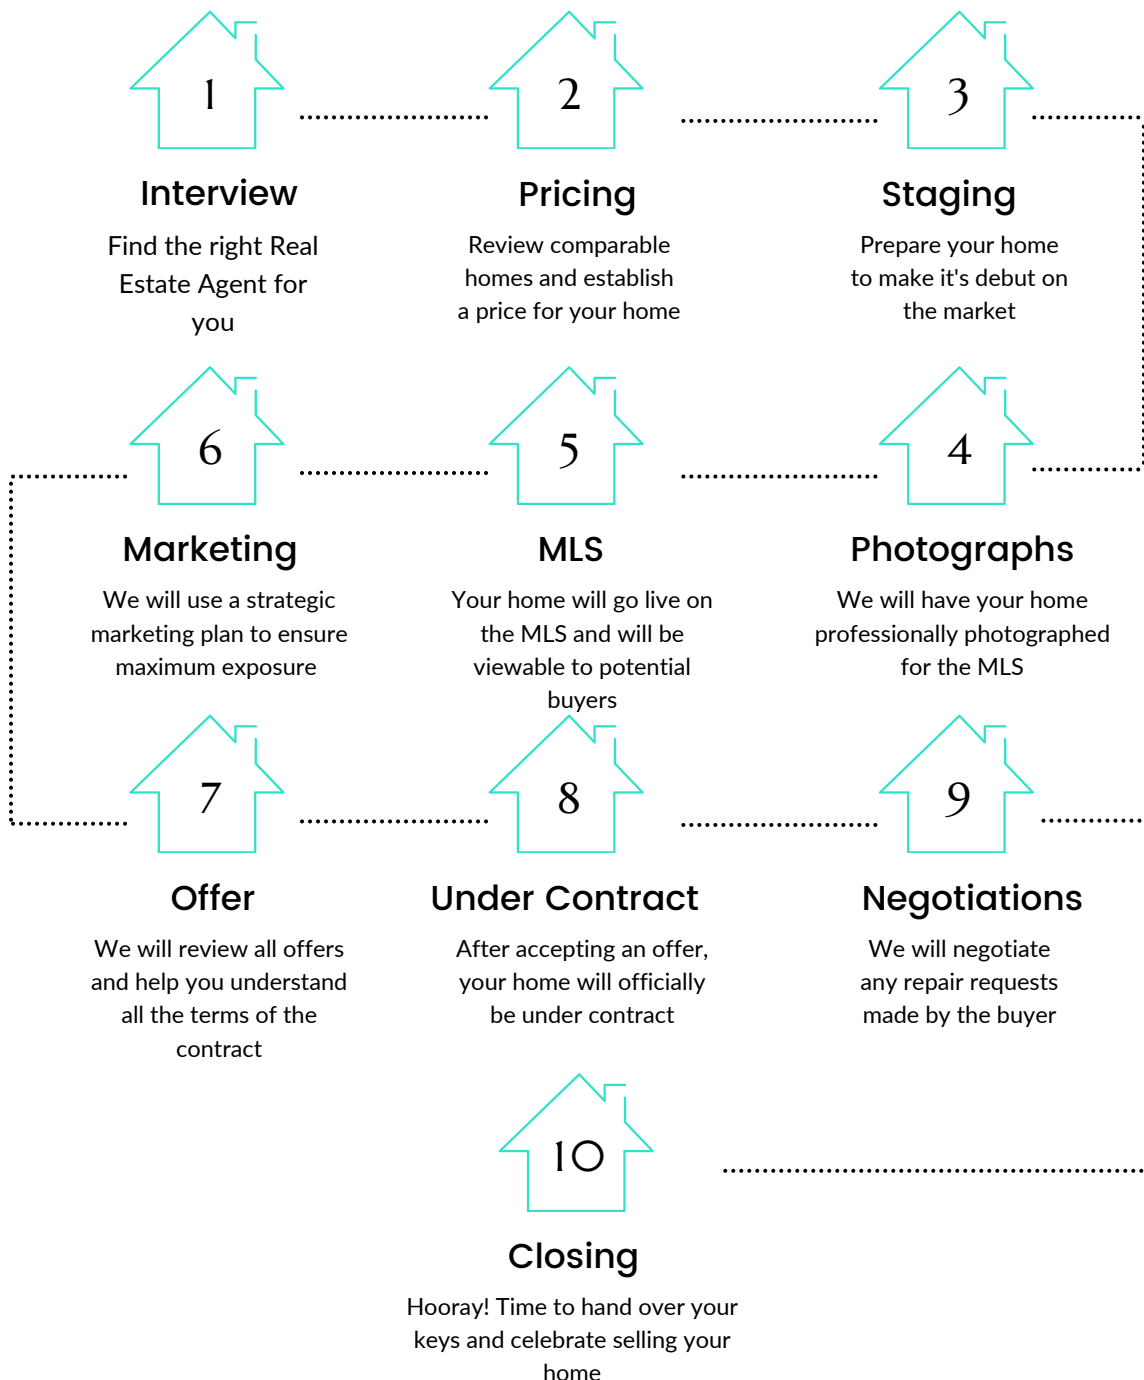 1
Interview
Find the right Real
Estate Agent for
you
2
Pricing
Review comparable
homes and establish
a price for your home
3
Staging
Prepare your home
to make it's debut on
the market
4
Photographs
We will have your home
professionally photographed
for the MLS
5
MLS
Your home will go live on
the MLS and will be
viewable to potential
buyers
6
Marketing
We will use a strategic
marketing plan to ensure
maximum exposure
7
Offer
We will review all offers
and help you understand
all the terms of the
contract
8
Under Contract
After accepting an offer,
your home will officially
be under contract
9
Negotiations
We will negotiate
any repair requests
made by the buyer
10
Closing
Hooray! Time to hand over your
keys and celebrate selling your
home